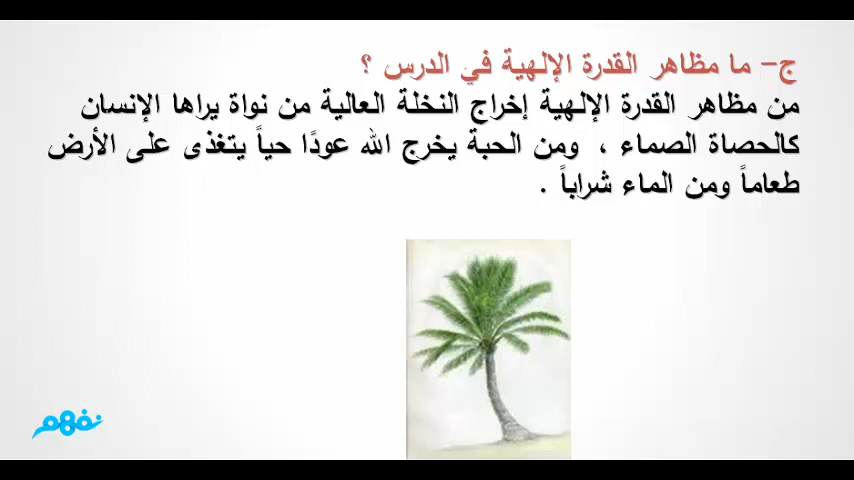 ج- ما مظاهر القدرة الإلهية في الدرس ؟
من مظاهر القدرة الإلهية إخراج النخلة العالية من نواة يراها الإنسان
كالحصاة الصماء ، ومن الحبة يخرج الله عودًا حياً يتغذى على الأرض
طعاماً ومن الماء شراباً .
نفهم